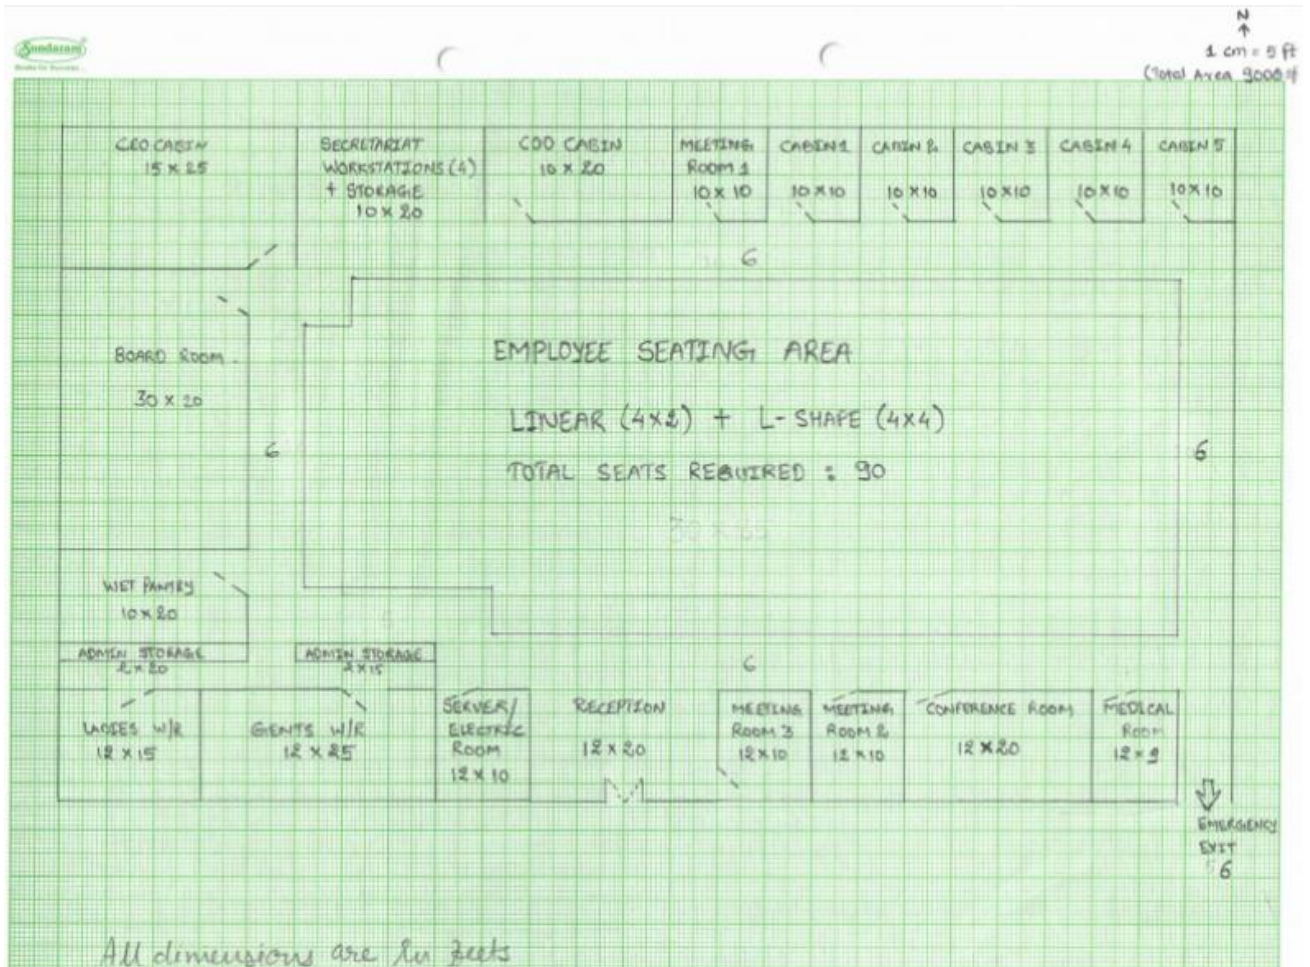 Sundaram
N
1 cm = 5 ft
(Total Area 9000
CEO CABIN
15 x 25
SECRETARIAT
WORKSTATIONS (4)
+ STORAGE
10 x 20
COO CABIN
10 x 20
MEETING
ROOM 1
10 x 10
CABIN 1
10 x 10
CABIN 2
10 x 10
CABIN 3
10 x 10
CABIN 4
10 x 10
CABIN 5
10 x 10
6
EMPLOYEE SEATING AREA
LINEAR (4x2) + L-SHAPE (4x4)
TOTAL SEATS REQUIRED : 90
BOARD ROOM
30 x 20
6
6
WET PANTRY
10 x 20
ADMIN STORAGE
2 x 20
ADMIN STORAGE
2 x 15
6
LADIES W/R
12 x 15
GENTS W/R
12 x 25
SERVER/
ELECTRIC
ROOM
12 x 10
RECEPTION
12 x 20
MEETING
ROOM 3
12 x 10
MEETING
ROOM 2
12 x 10
CONFERENCE ROOM
12 x 20
MEDICAL
ROOM
12 x 9
EMERGENCY
EXIT
6
All dimensions are in feets